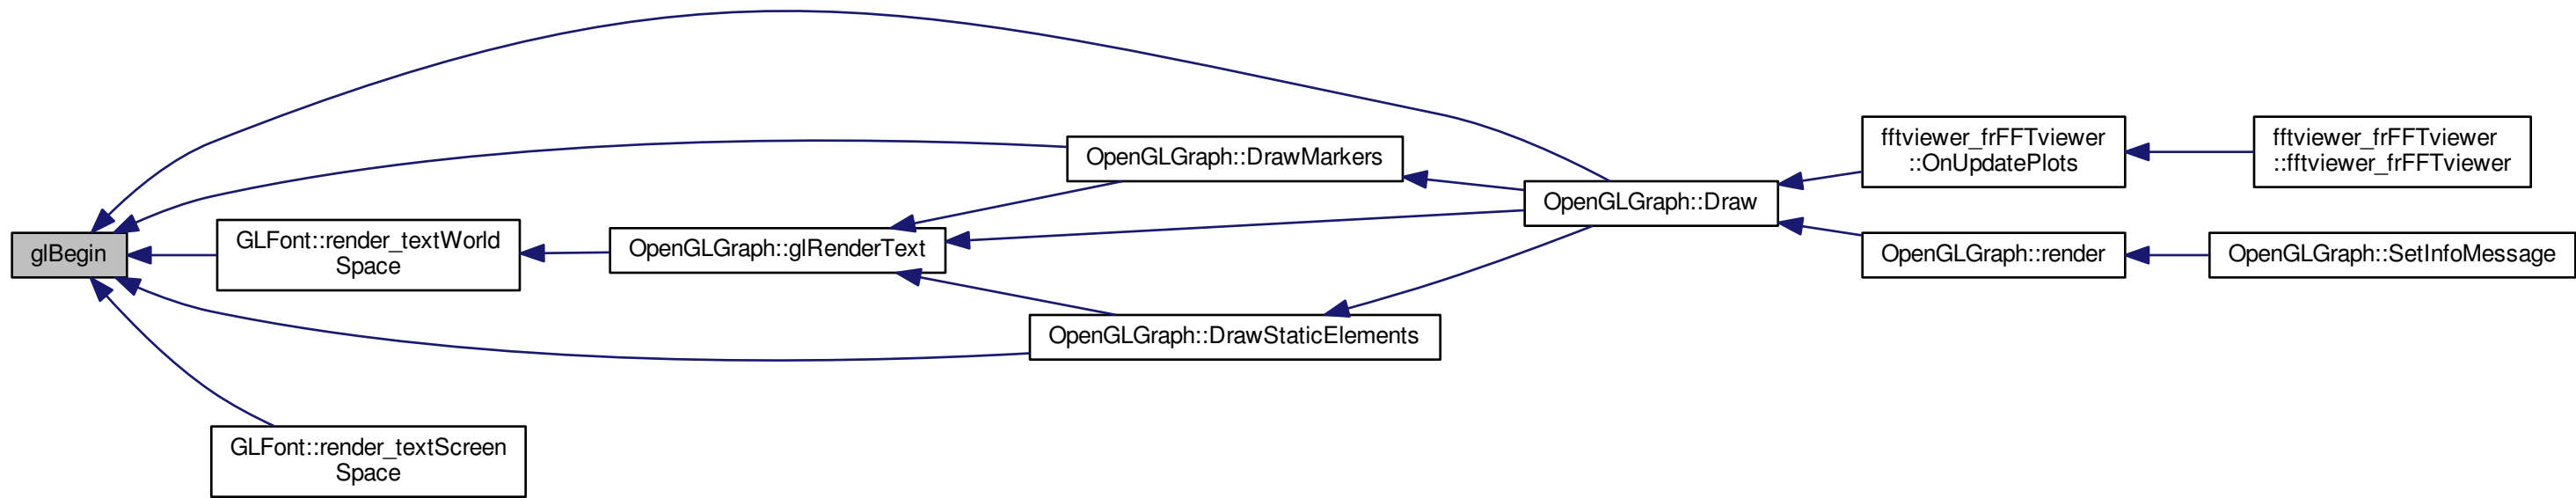 glBegin
GLFont::render_textWorld
Space
GLFont::render_textScreen
Space
OpenGLGraph::glRenderText
OpenGLGraph::DrawMarkers
OpenGLGraph::DrawStaticElements
OpenGLGraph::Draw
fftviewer_frFFTviewer
::OnUpdatePlots
OpenGLGraph::render
fftviewer_frFFTviewer
::fftviewer_frFFTviewer
OpenGLGraph::SetInfoMessage